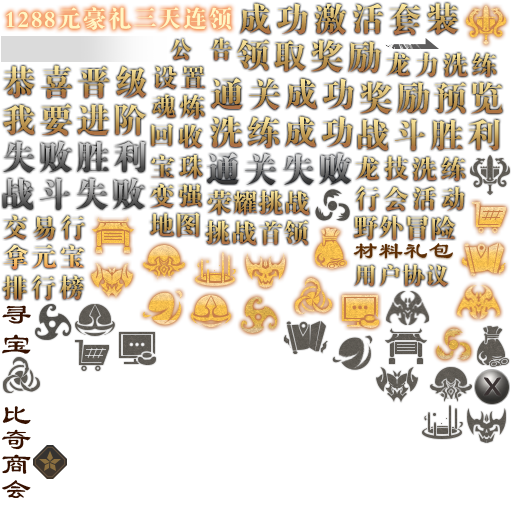 1288元豪礼三天连领
成功激活套装
公告
领取奖励
龙力洗练
恭喜晋级
设置
魂炼
通关成功
奖励预览
我要进阶
回收
洗练成功
战斗胜利
失败胜利
宝珠
通关失败
龙技洗练
战斗失败
变强
荣耀挑战
行会活动
交易行
地图
挑战首领
野外冒险
拿元宝
材料礼包
排行榜
用户协议
寻宝
X
比奇商会